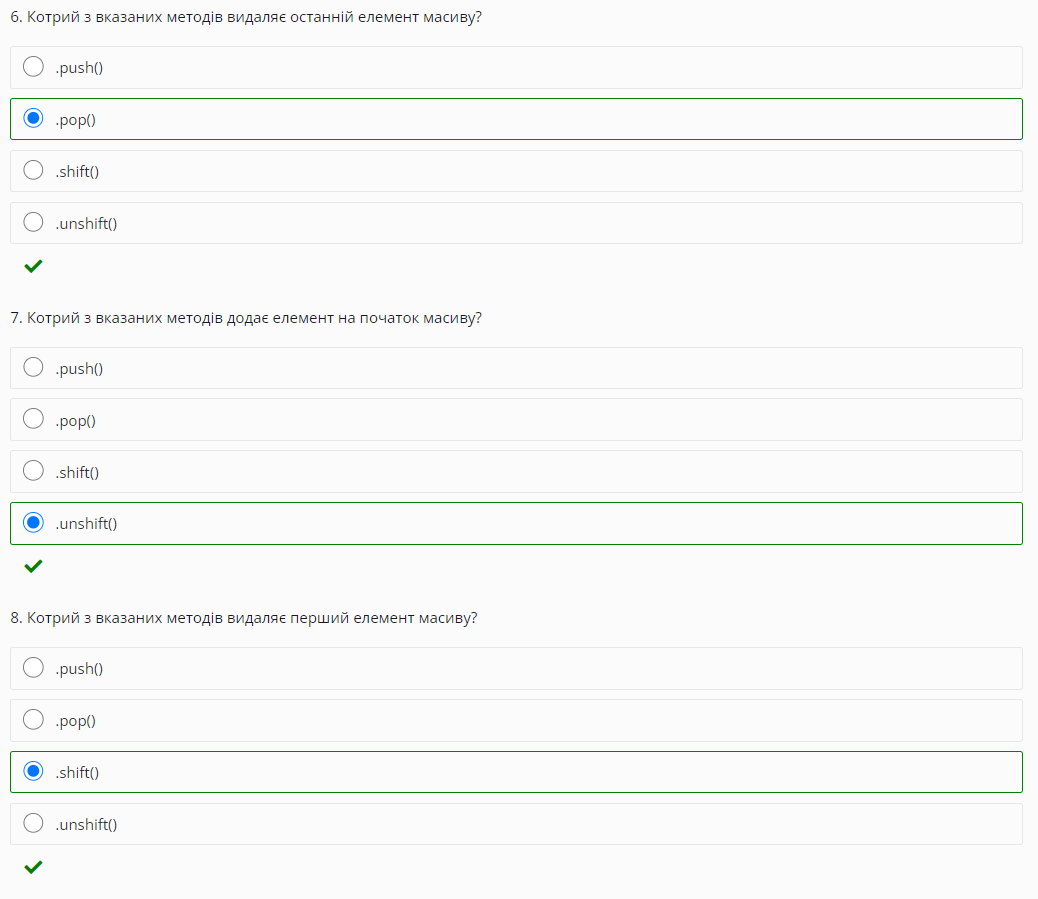 6. Котрий з вказаних методів видаляє останній елемент масиву?
.push()
.pop()
.shift()
.unshift()
7. Котрий з вказаних методів додає елемент на початок масиву?
.push()
.pop()
.shift()
.unshift()
8. Котрий з вказаних методів видаляє перший елемент масиву?
.push()
.pop()
.shift()
.unshift()